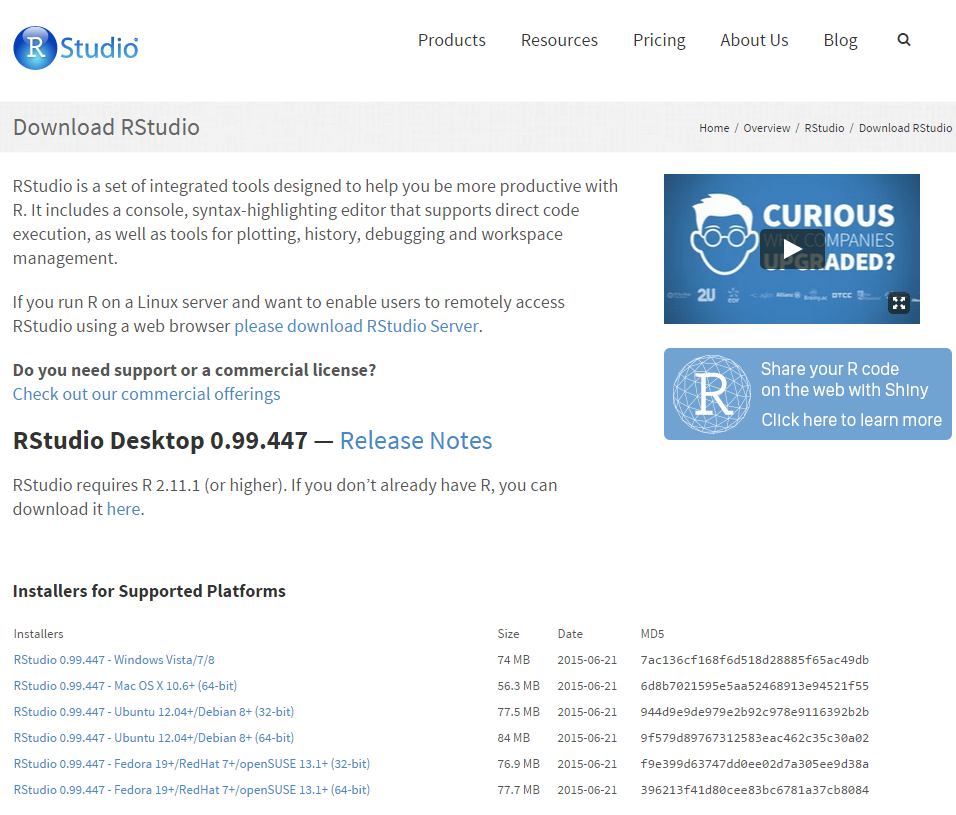 R Studio
Products Resources Pricing About Us Blog
Download RStudio
Home / Overview / RStudio / Download RStudio
RStudio is a set of integrated tools designed to help you be more productive with
R. It includes a console, syntax-highlighting editor that supports direct code
execution, as well as tools for plotting, history, debugging and workspace
management.
If you run R on a Linux server and want to enable users to remotely access
RStudio using a web browser please download RStudio Server.
Do you need support or a commercial license?
Check out our commercial offerings
RStudio Desktop 0.99.447 — Release Notes
RStudio requires R 2.11.1 (or higher). If you don’t already have R, you can
download it here.
CURIOUS
WHY COMPANIES
UPGRADED?
2U EDF Allianz DTCC
R
Share your R code
on the web with Shiny
Click here to learn more
Installers for Supported Platforms
Installers Size Date MD5
RStudio 0.99.447 - Windows Vista/7/8 74 MB 2015-06-21 7ac136cf168f6d518d28885f65ac49db
RStudio 0.99.447 - Mac OS X 10.6+ (64-bit) 56.3 MB 2015-06-21 6d8b7021595e5aa52468913e94521f55
RStudio 0.99.447 - Ubuntu 12.04+/Debian 8+ (32-bit) 77.5 MB 2015-06-21 944d9e9de979e2b92c978e9116392b2b
RStudio 0.99.447 - Ubuntu 12.04+/Debian 8+ (64-bit) 84 MB 2015-06-21 9f579d89767312583eac462c35c30a02
RStudio 0.99.447 - Fedora 19+/RedHat 7+/openSUSE 13.1+ (32-bit) 76.9 MB 2015-06-21 f9e399d63747dd0ee02d7a305ee9d38a
RStudio 0.99.447 - Fedora 19+/RedHat 7+/openSUSE 13.1+ (64-bit) 77.7 MB 2015-06-21 396213f41d80cee83bc6781a37cb8084